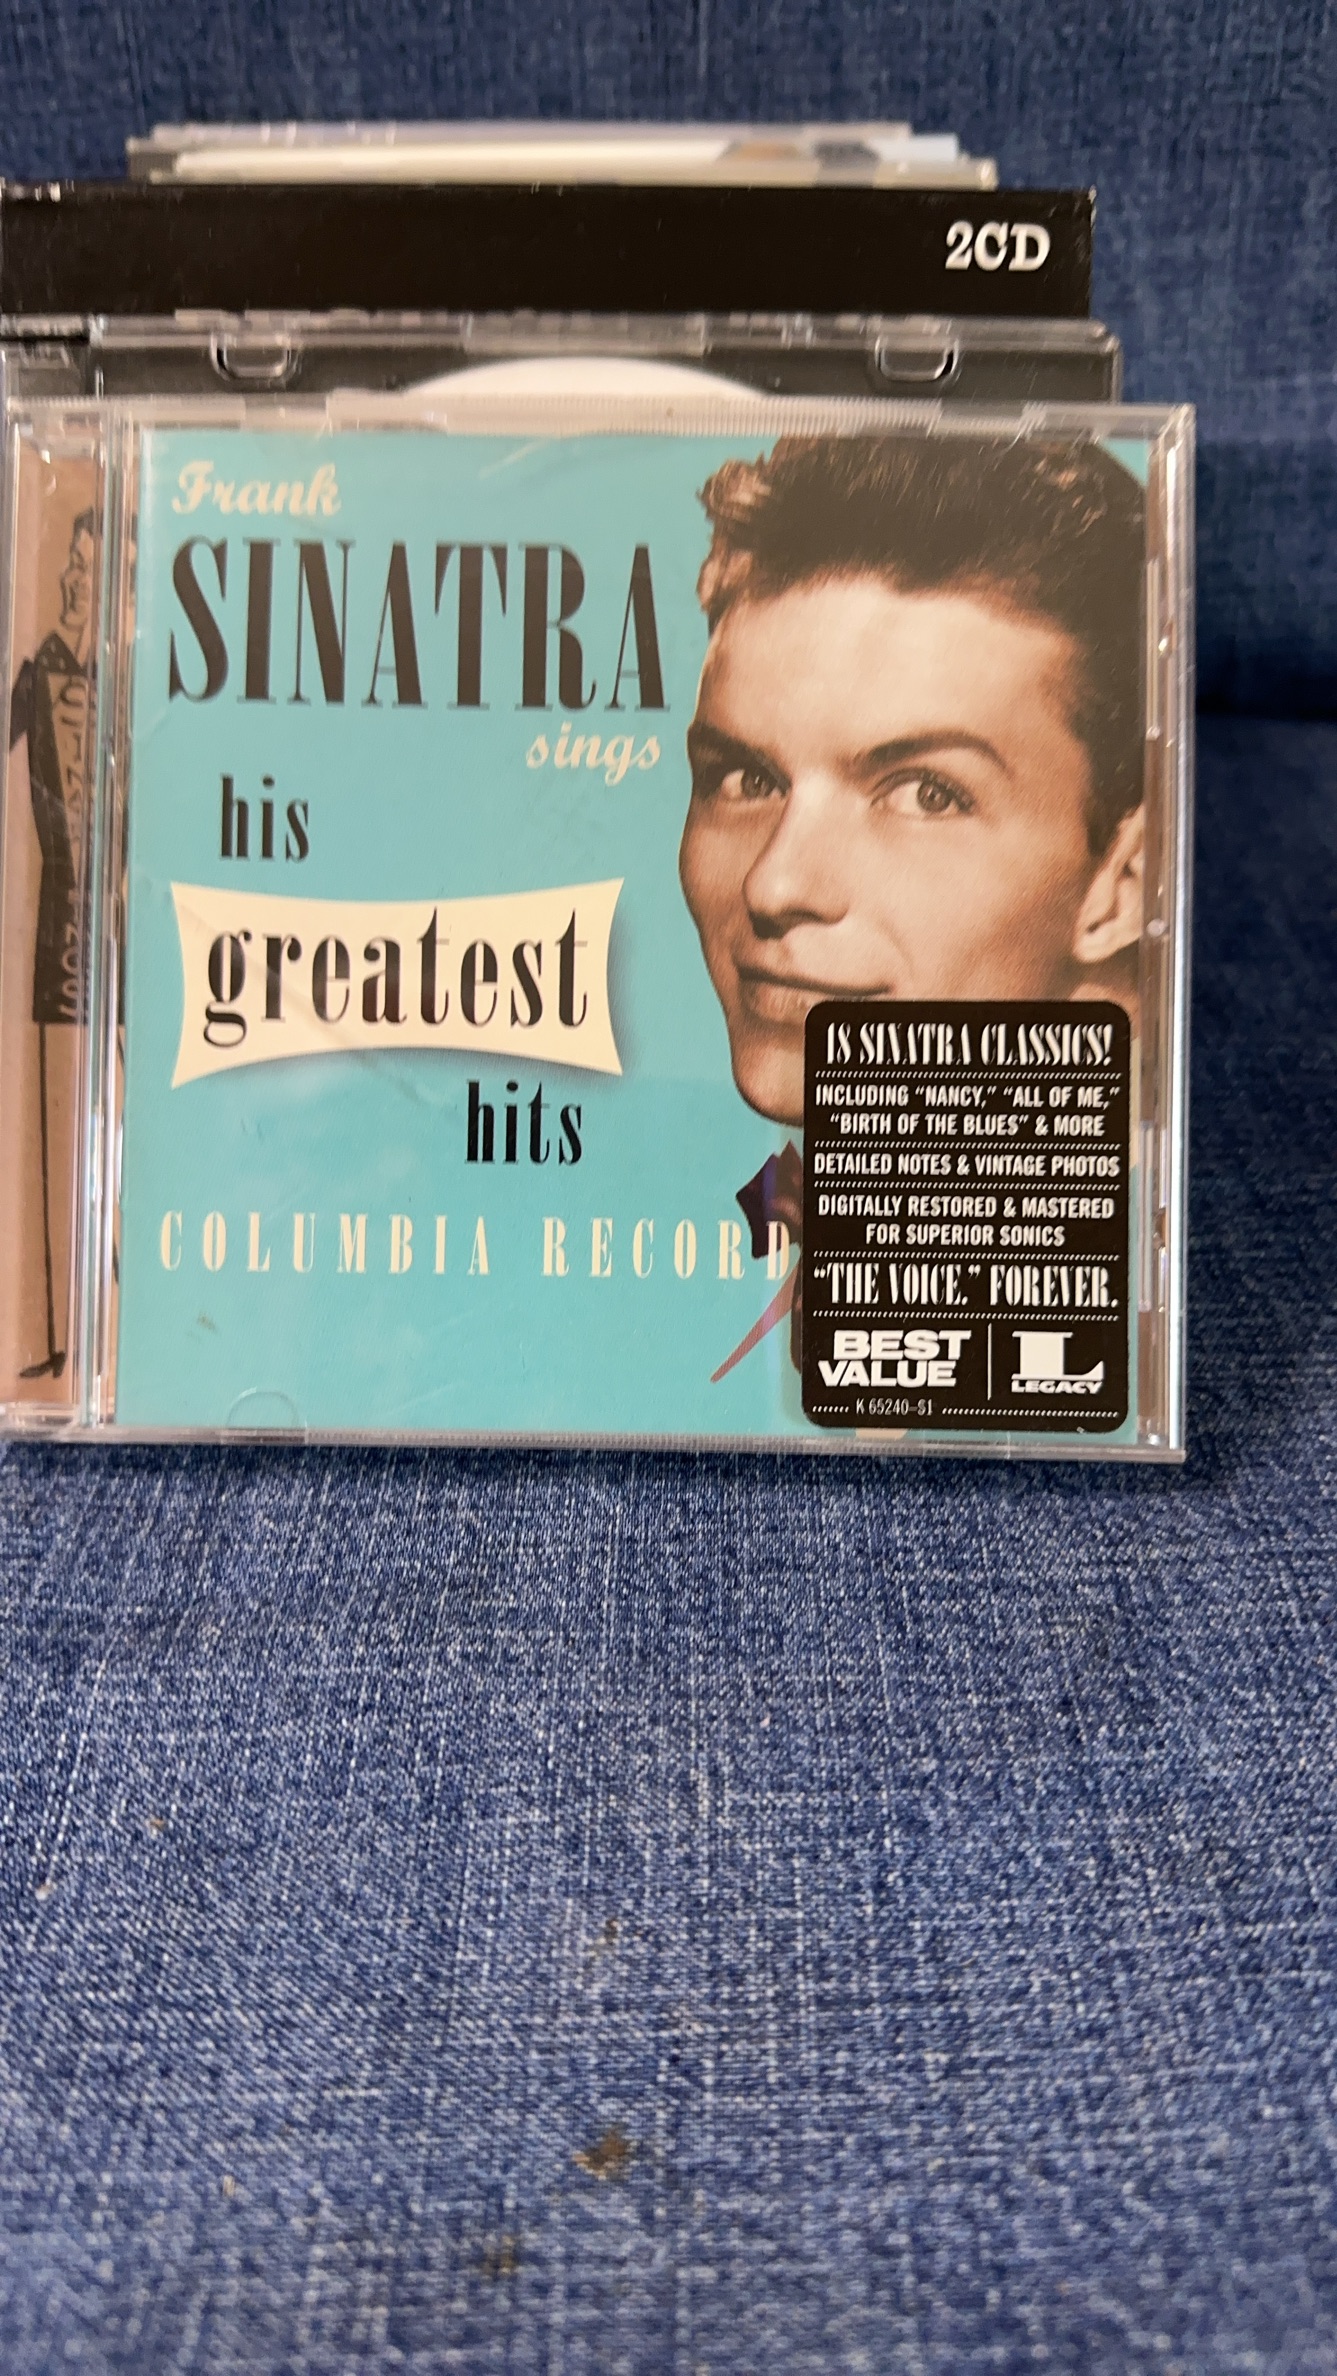 2CD
Frank
SINATRA
sings
his
greatest
hits
COLUMBIA RECORD
18 SINATRA CLASSICS!
INCLUDING "NANCY," "ALL OF ME,"
"BIRTH OF THE BLUES" & MORE
DETAILED NOTES & VINTAGE PHOTOS
DIGITALLY RESTORED & MASTERED
FOR SUPERIOR SONICS
"THE VOICE." FOREVER.
BEST
VALUE
L
LEGACY
K 65240-S1